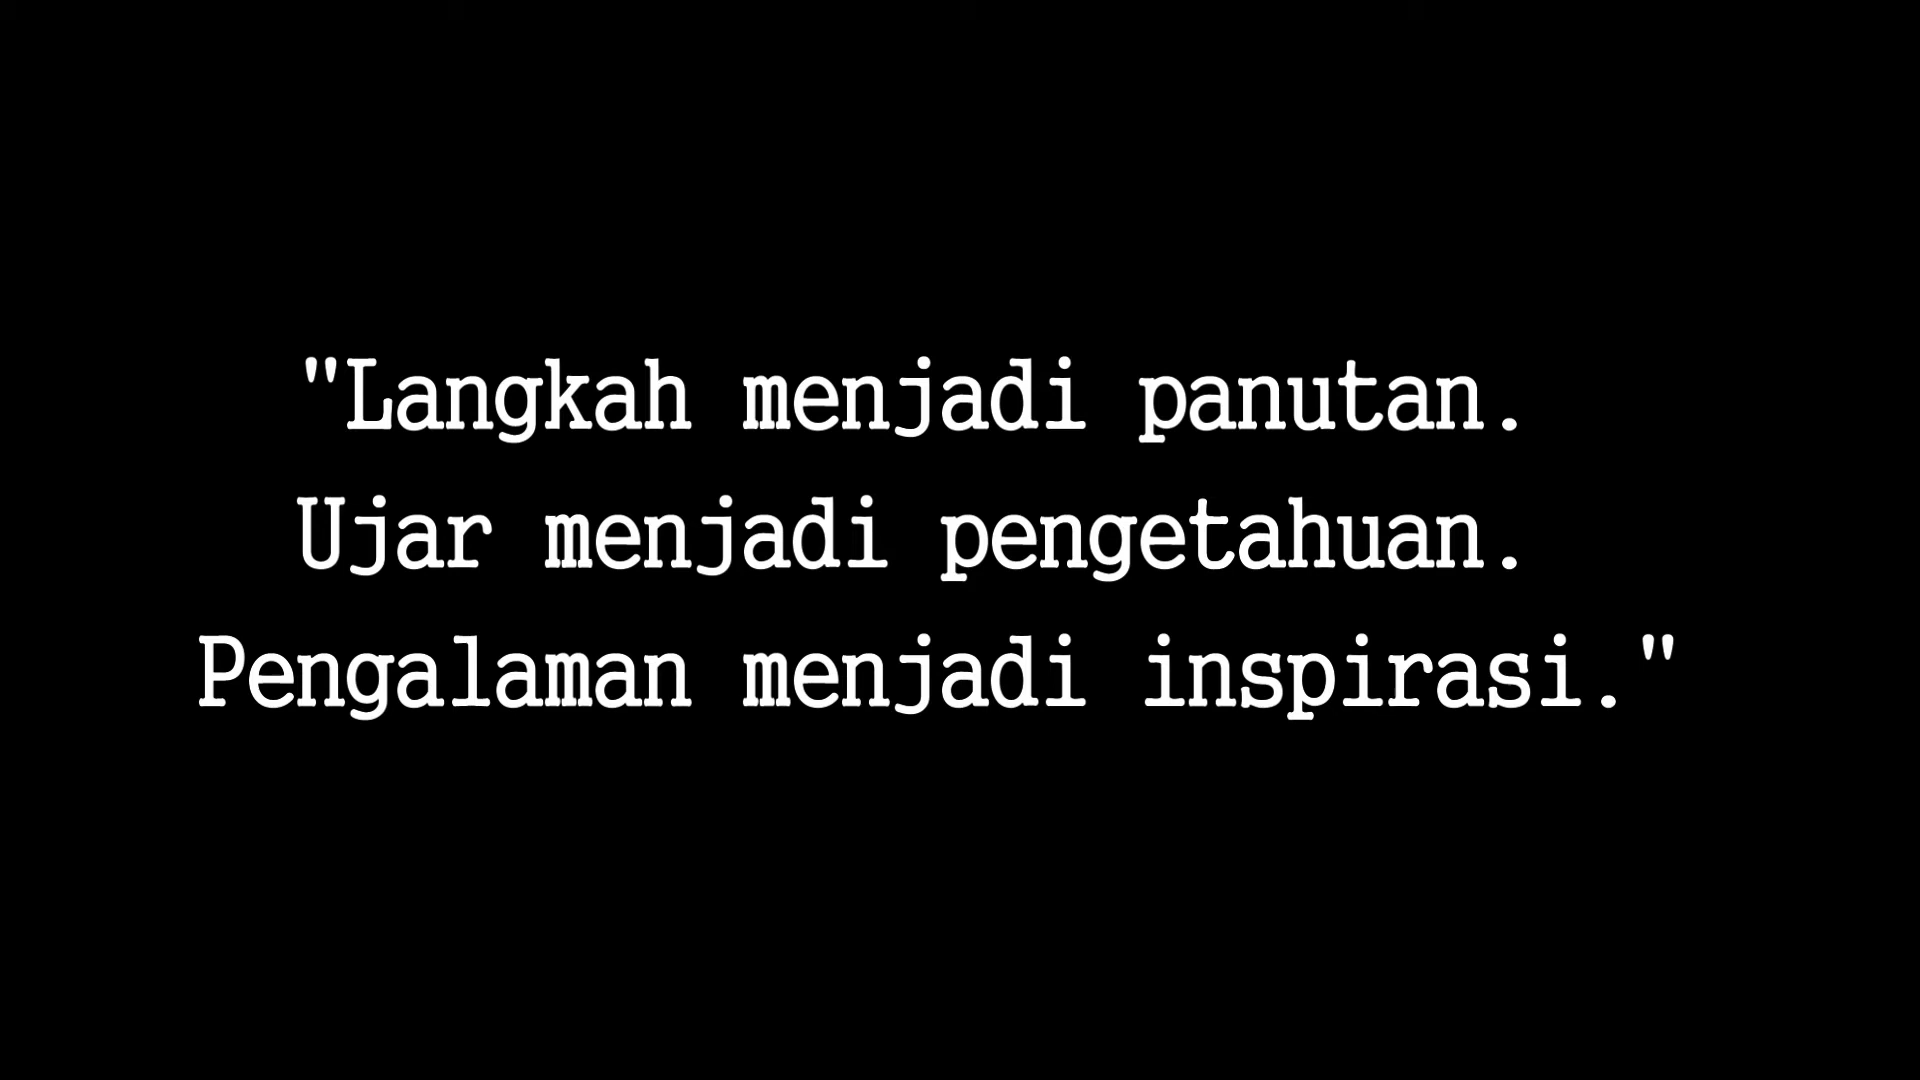 "Langkah menjadi panutan.
Ujar menjadi pengetahuan.
Pengalaman menjadi inspirasi."